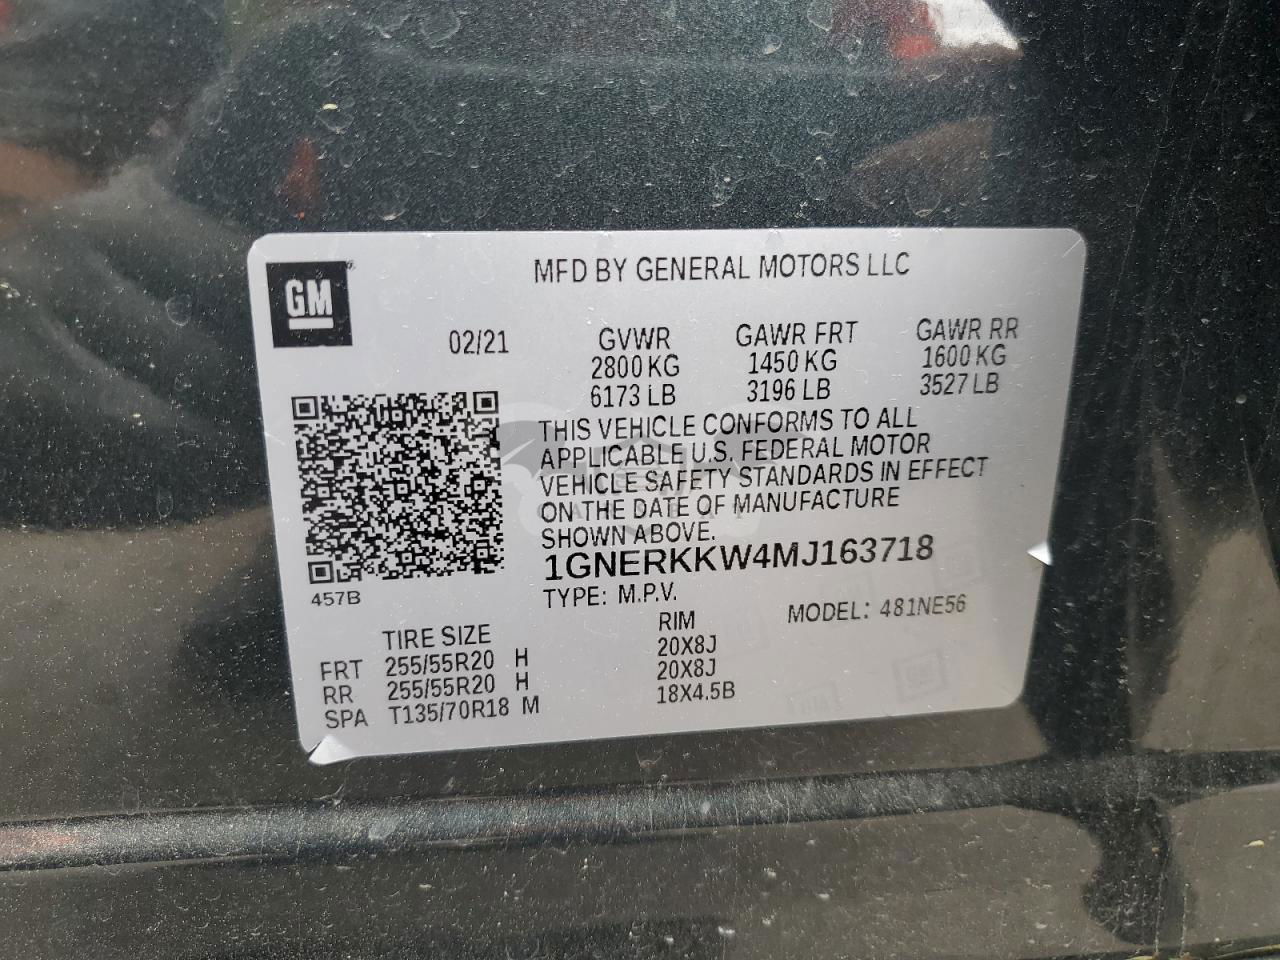 GM
MFD BY GENERAL MOTORS LLC
02/21 GVWR GAWR FRT GAWR RR
2800 KG 1450 KG 1600 KG
6173 LB 3196 LB 3527 LB
THIS VEHICLE CONFORMS TO ALL
APPLICABLE U.S. FEDERAL MOTOR
VEHICLE SAFETY STANDARDS IN EFFECT
ON THE DATE OF MANUFACTURE
SHOWN ABOVE.
1GNERKKW4MJ163718
457B
TYPE: M.P.V. MODEL: 481NE56
TIRE SIZE RIM
FRT 255/55R20 H 20X8J
RR 255/55R20 H 20X8J
SPA T135/70R18 M 18X4.5B